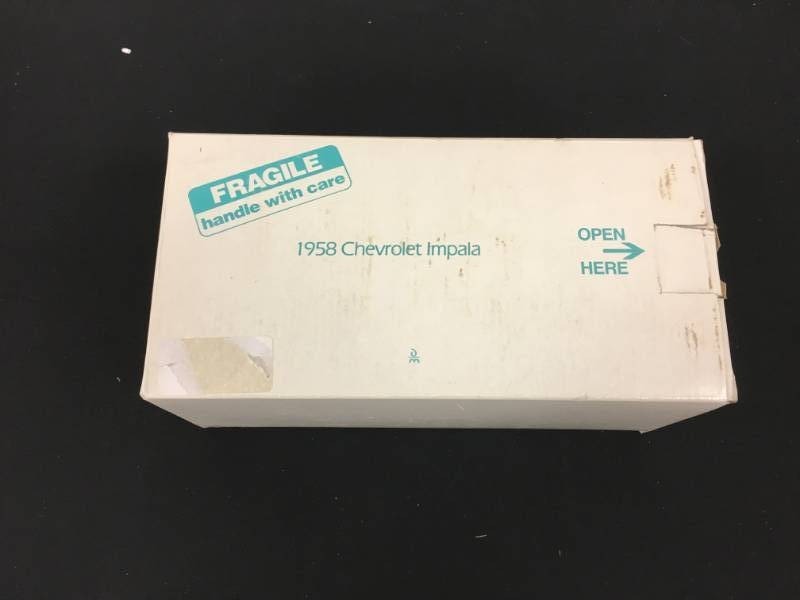 FRAGILE
handle with care
1958 Chevrolet Impala
OPEN
HERE